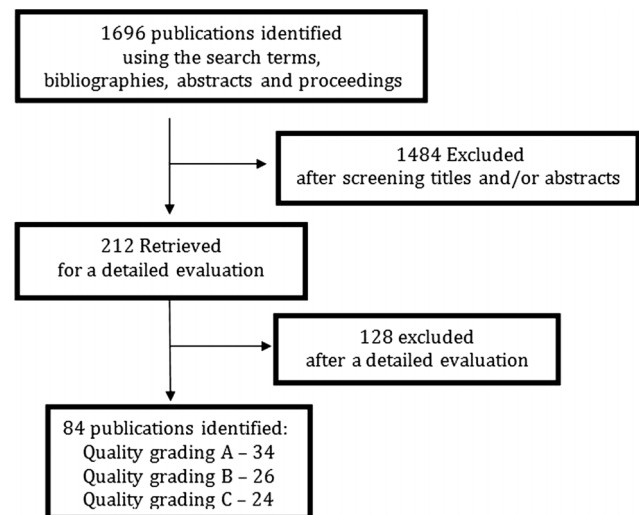 1696 publications identified
using the search terms,
bibliographies, abstracts and proceedings
1484 Excluded
after screening titles and/or abstracts
212 Retrieved
for a detailed evaluation
128 excluded
after a detailed evaluation
84 publications identified:
Quality grading A – 34
Quality grading B – 26
Quality grading C – 24